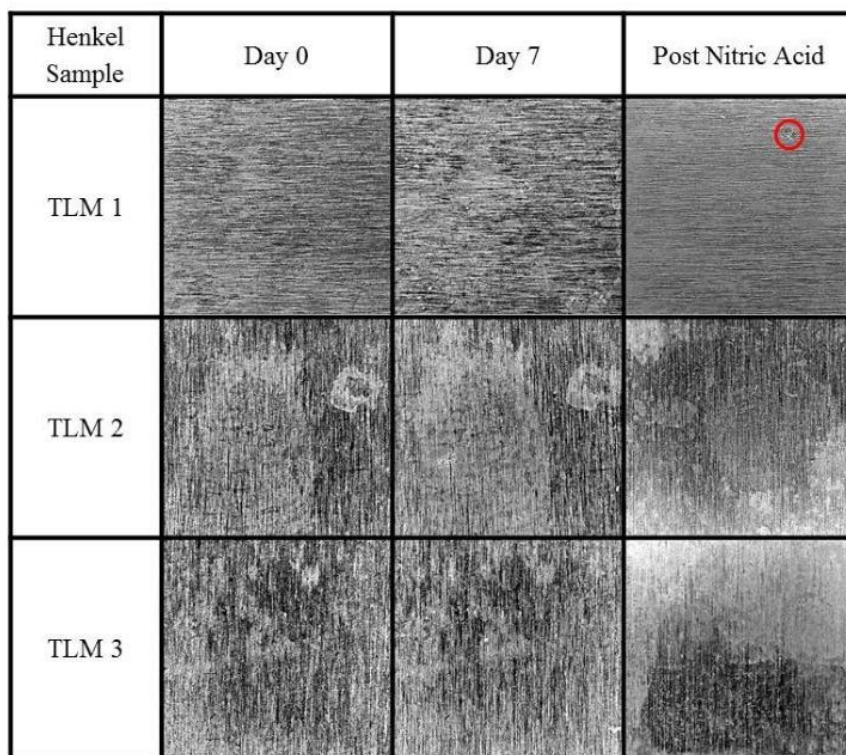 Henkel
Sample
Day 0
Day 7
Post Nitric Acid
TLM 1
TLM 2
TLM 3